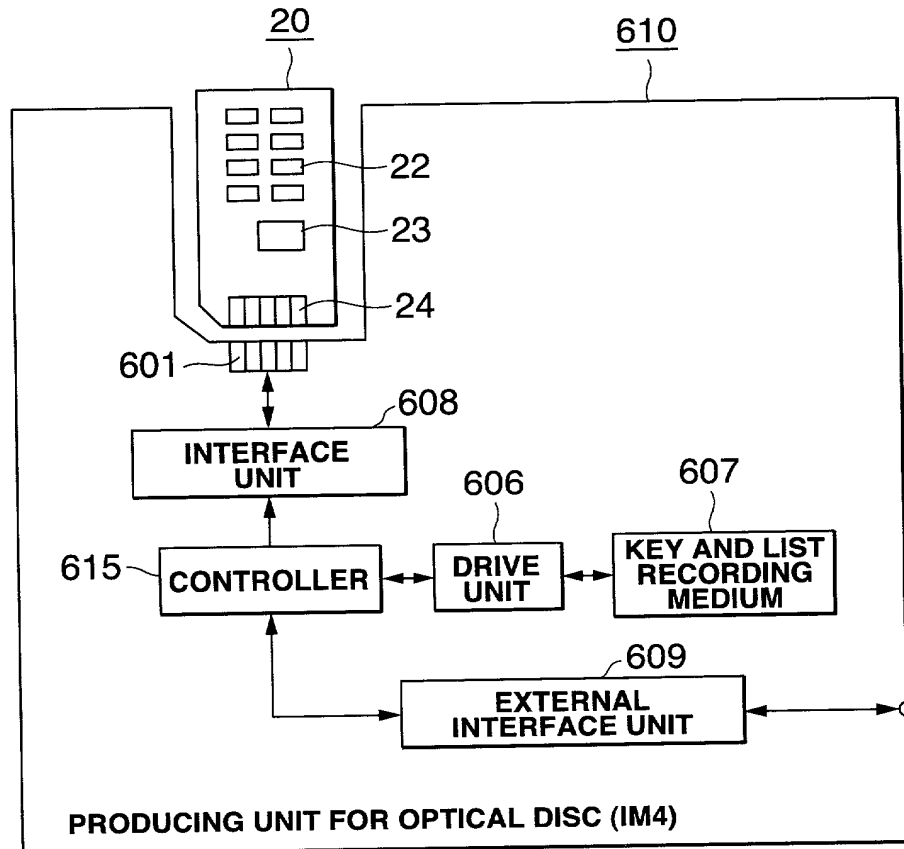 20
610
22
23
24
601
608
INTERFACE
UNIT
606
607
615
CONTROLLER
DRIVE
UNIT
KEY AND LIST
RECORDING
MEDIUM
609
EXTERNAL
INTERFACE UNIT
PRODUCING UNIT FOR OPTICAL DISC (IM4)